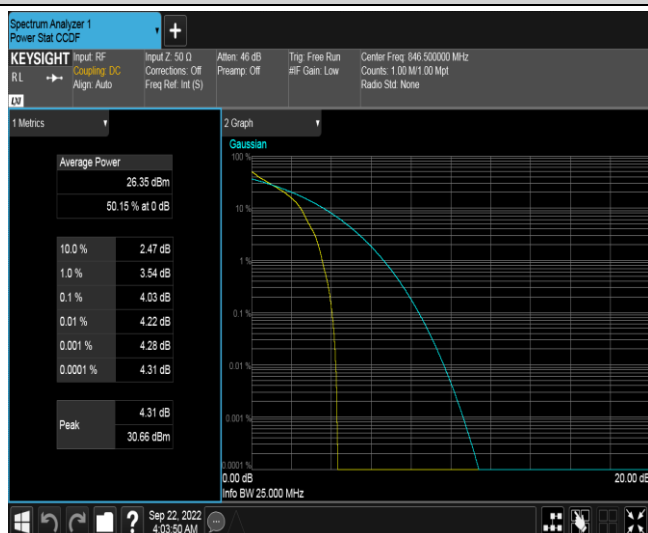 Spectrum Analyzer 1
Power Stat CCDF
KEYSIGHT
RL
LXI
Input: RF
Coupling: DC
Align: Auto
Input Z: 50 Ω
Corrections: Off
Freq Ref: Int (S)
Atten: 46 dB
Preamp: Off
Trig: Free Run
#IF Gain: Low
Center Freq: 846.500000 MHz
Counts: 1.00 M/1.00 Mpt
Radio Std: None
1 Metrics
Average Power
26.35 dBm
50.15 % at 0 dB
10.0 % 2.47 dB
1.0 % 3.54 dB
0.1 % 4.03 dB
0.01 % 4.22 dB
0.001 % 4.28 dB
0.0001 % 4.31 dB
Peak
4.31 dB
30.66 dBm
2 Graph
Gaussian
100 %
10 %
1 %
0.1 %
0.01 %
0.001 %
0.0001 %
0.00 dB
20.00 dB
Info BW 25.000 MHz
Sep 22, 2022
4:03:50 AM